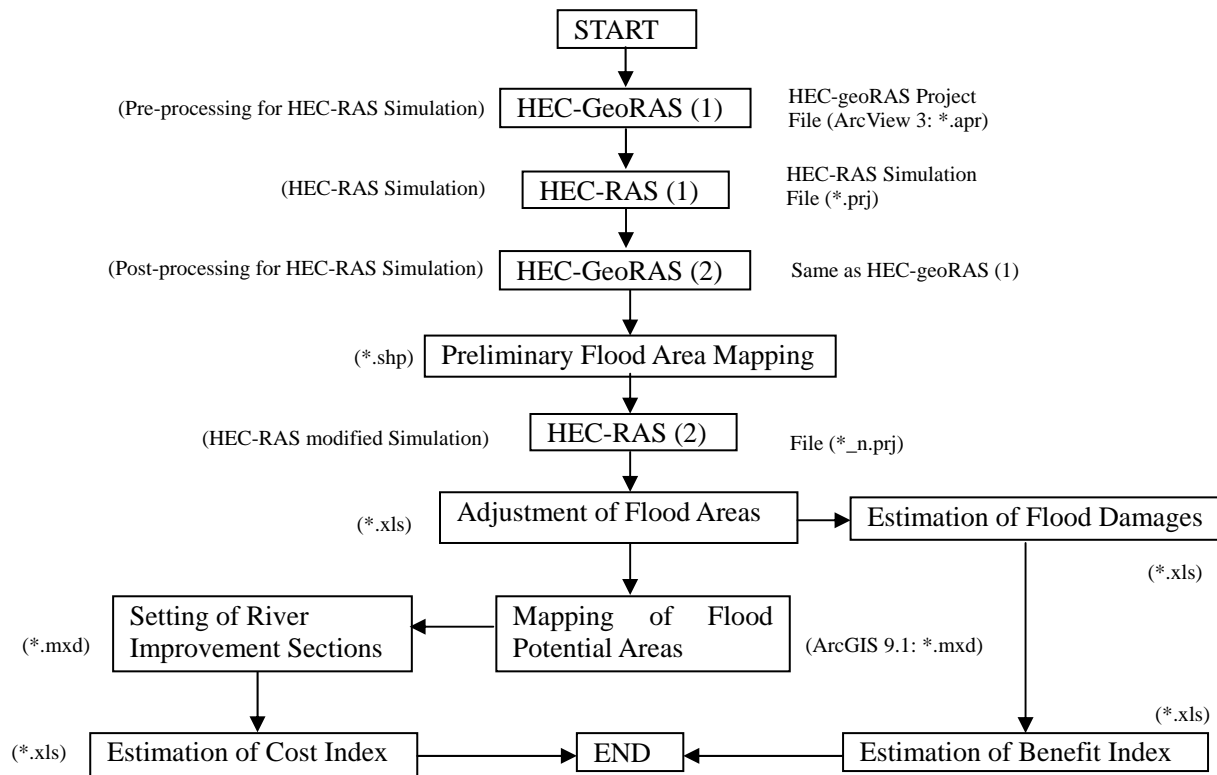 START
(Pre-processing for HEC-RAS Simulation)
HEC-GeoRAS (1)
HEC-geoRAS Project
File (ArcView 3: *.apr)
(HEC-RAS Simulation)
HEC-RAS (1)
HEC-RAS Simulation
File (*.prj)
(Post-processing for HEC-RAS Simulation)
HEC-GeoRAS (2)
Same as HEC-geoRAS (1)
(*.shp)
Preliminary Flood Area Mapping
(HEC-RAS modified Simulation)
HEC-RAS (2)
File (*_n.prj)
(*.xls)
Adjustment of Flood Areas
Estimation of Flood Damages
(*.xls)
(*.mxd)
Setting of River
Improvement Sections
Mapping of Flood
Potential Areas
(ArcGIS 9.1: *.mxd)
(*.xls)
(*.xls)
Estimation of Cost Index
END
Estimation of Benefit Index